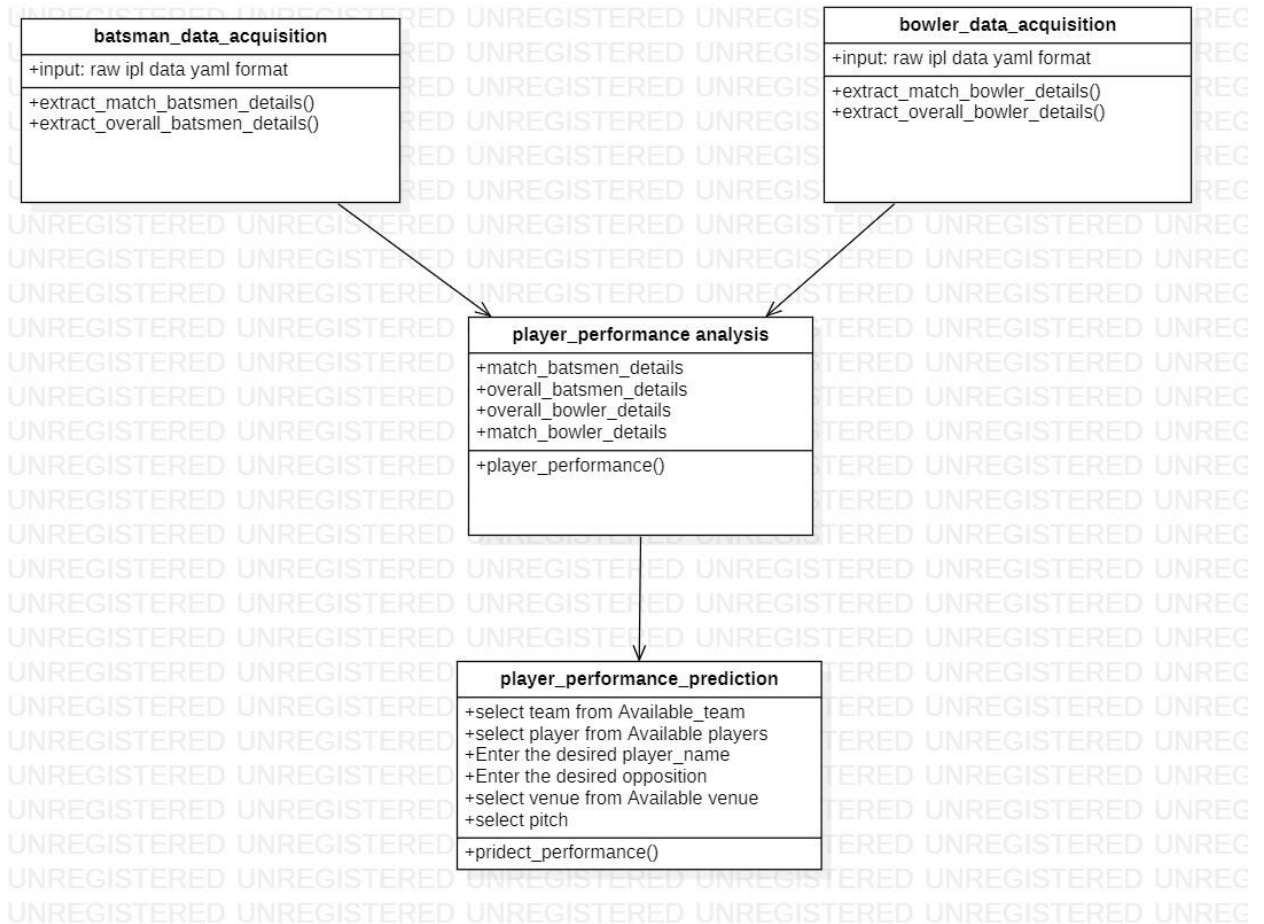 batsman_data_acquisition
+input: raw ipl data yaml format
+extract_match_batsmen_details()
+extract_overall_batsmen_details()
bowler_data_acquisition
+input: raw ipl data yaml format
+extract_match_bowler_details()
+extract_overall_bowler_details()
player_performance analysis
+match_batsmen_details
+overall_batsmen_details
+overall_bowler_details
+match_bowler_details
+player_performance()
player_performance_prediction
+select team from Available_team
+select player from Available players
+Enter the desired player_name
+Enter the desired opposition
+select venue from Available venue
+select pitch
+pridect_performance()
UNREGISTERED